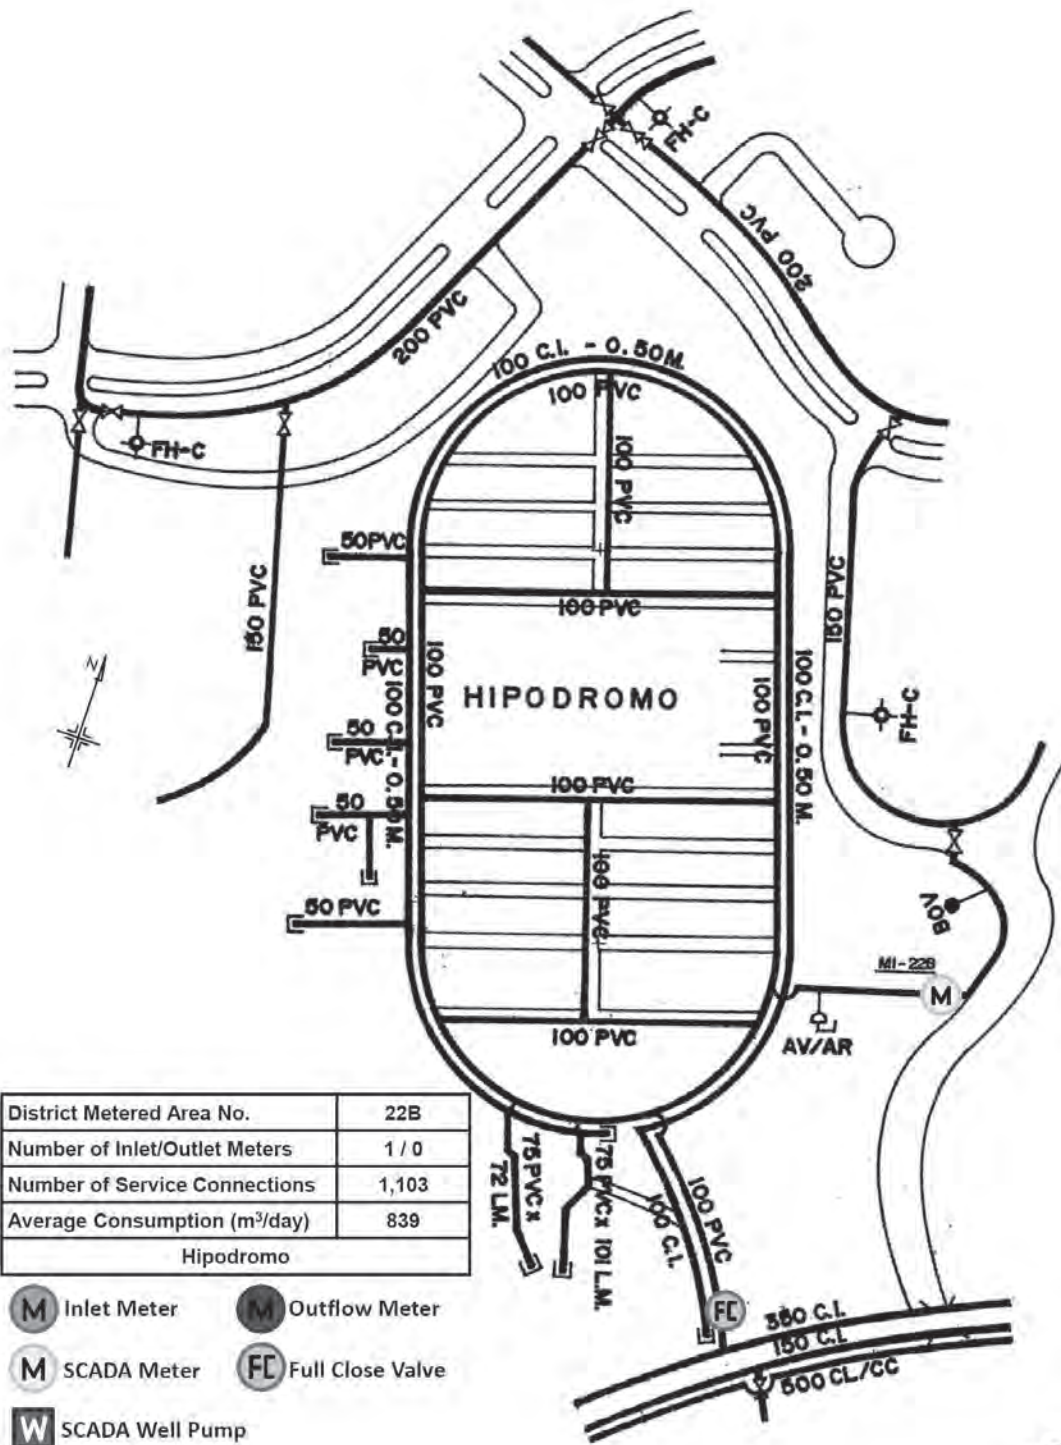 FH-C
200 PVC
200 PVC
100 C.I. - 0.50M.
100 PVC
100 PVC
FH-C
50PVC
150 PVC
100 PVC
150 PVC
50
PVC
100 PVC
100 C.I.-0.50M.
HIPODROMO
100 PVC
100 C.I.-0.50M.
FH-C
N
50
PVC
100 PVC
50
PVC
100 PVC
50 PVC
BOV
MI-22B
M
AV/AR
100 PVC
District Metered Area No. 22B
Number of Inlet/Outlet Meters 1 / 0
Number of Service Connections 1,103
Average Consumption (m³/day) 839
Hipodromo
75 PVC x
72 L.M.
75 PVC x 101 L.M.
100 C.I.
100 PVC
FC
350 C.I.
150 C.I.
500 CL/CC
M Inlet Meter
M Outflow Meter
M SCADA Meter
FC Full Close Valve
W SCADA Well Pump